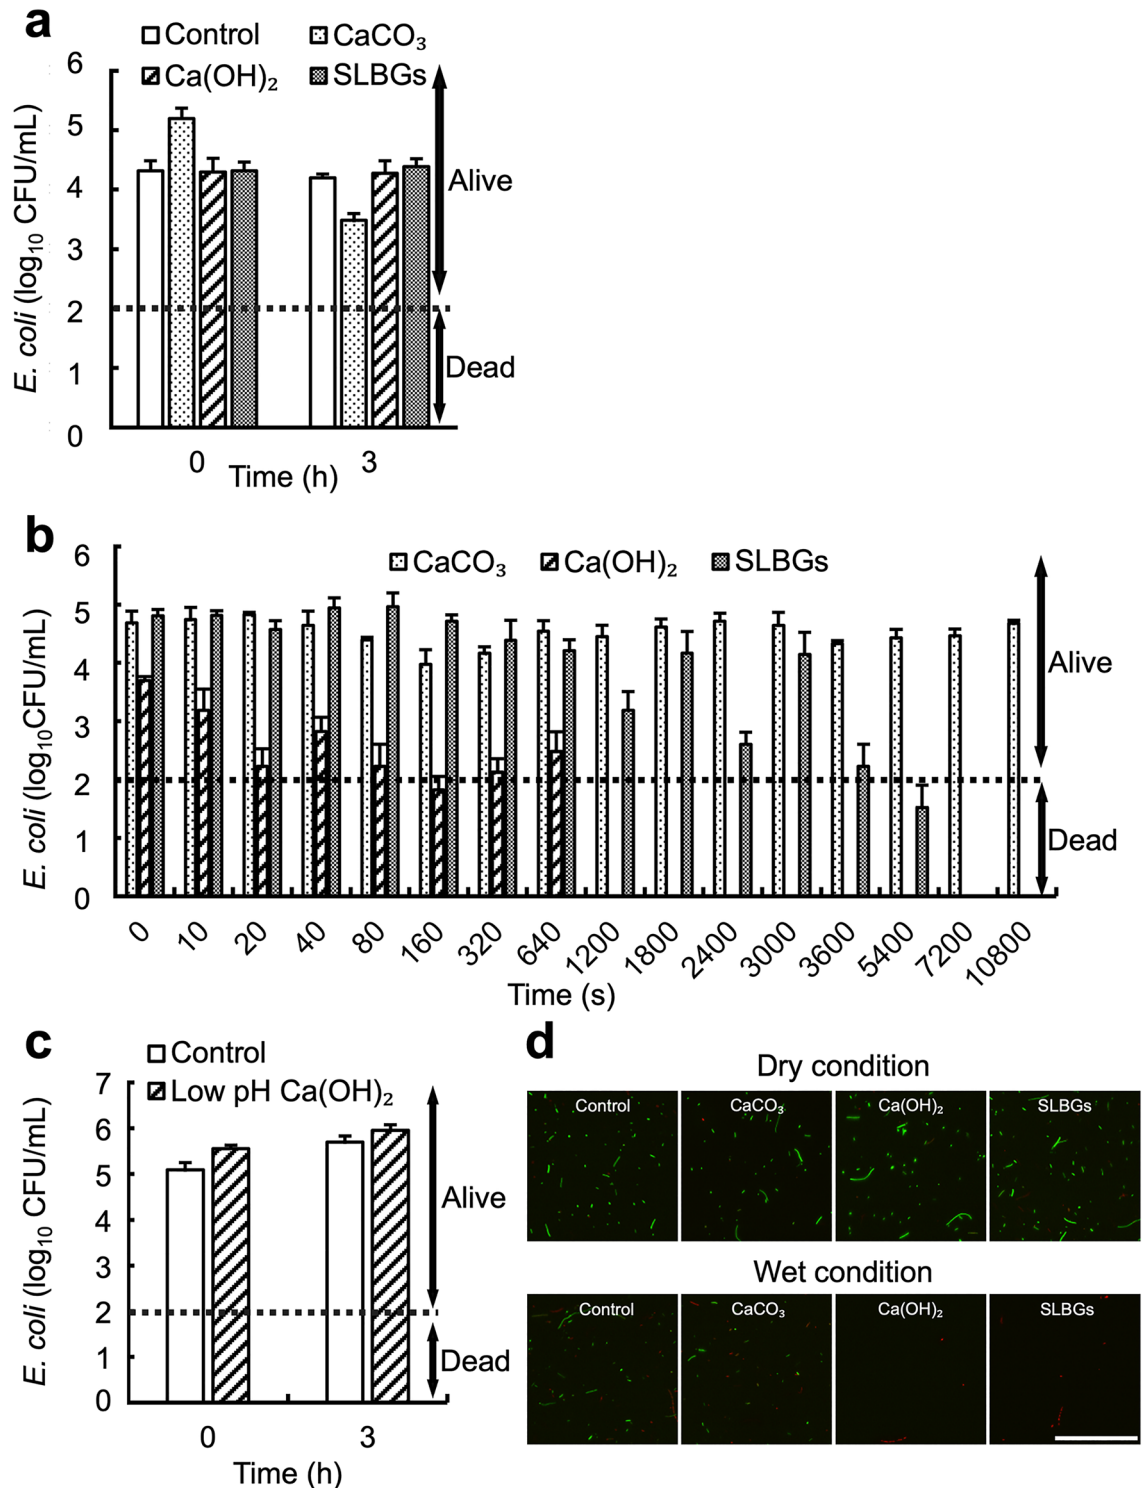 a
Control
CaCO₃
Ca(OH)₂
SLBGs
E. coli (log₁₀ CFU/mL)
6
5
4
3
2
1
0
Alive
Dead
0
3
Time (h)
b
CaCO₃
Ca(OH)₂
SLBGs
E. coli (log₁₀CFU/mL)
6
5
4
3
2
1
0
Alive
Dead
0 10 20 40 80 160 320 640 1200 1800 2400 3000 3600 5400 7200 10800
Time (s)
c
Control
Low pH Ca(OH)₂
E. coli (log₁₀ CFU/mL)
7
6
5
4
3
2
1
0
Alive
Dead
0
3
Time (h)
d
Dry condition
Control
CaCO₃
Ca(OH)₂
SLBGs
Wet condition
Control
CaCO₃
Ca(OH)₂
SLBGs